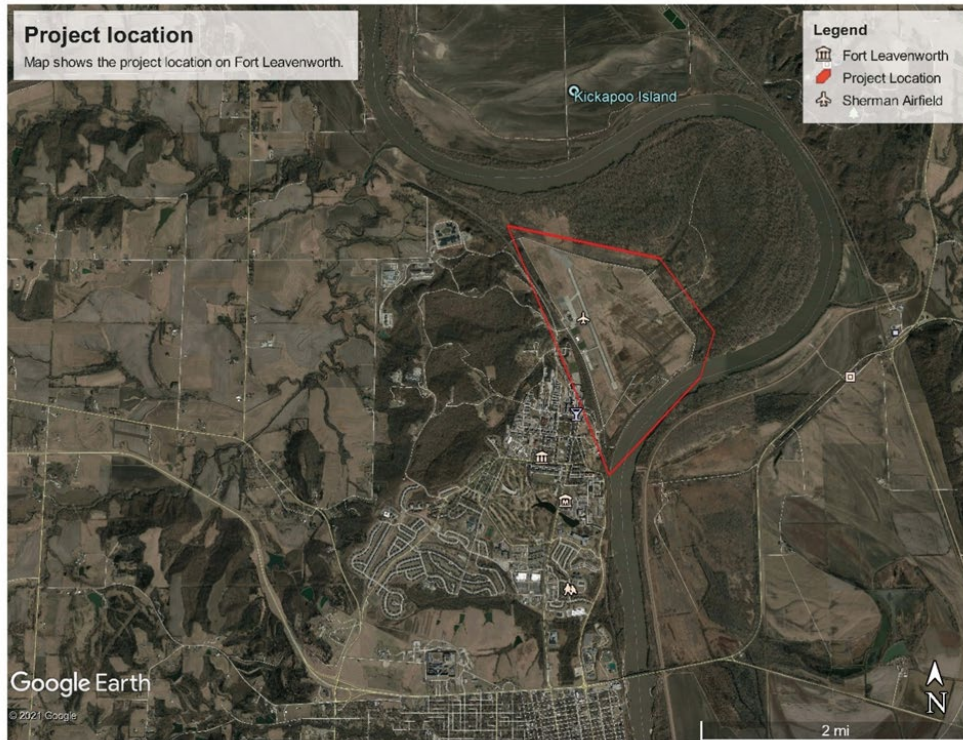 Project location
Map shows the project location on Fort Leavenworth.
Legend
Fort Leavenworth
Project Location
Sherman Airfield
Kickapoo Island
Google Earth
© 2021 Google
N
2 mi